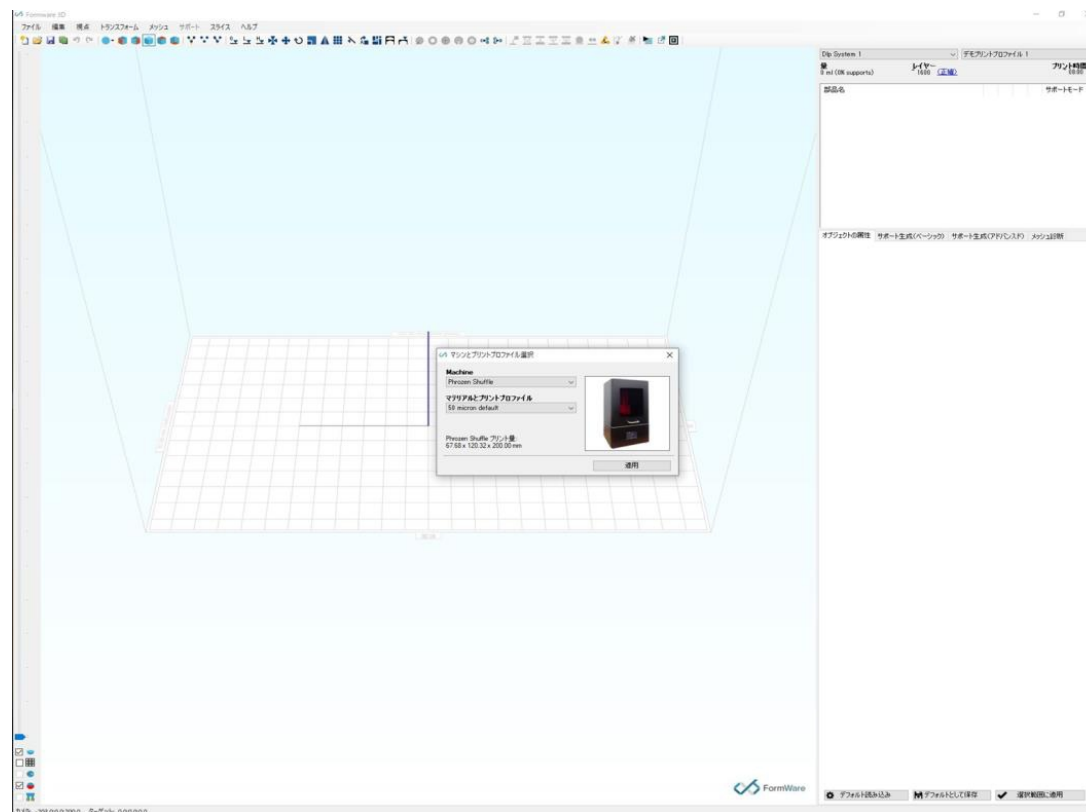 Formware 3D
ファイル 編集 視点 トランスフォーム メッシュ サポート スライス ヘルプ
Dlp System 1 デモプリントプロファイル 1
量 レイヤー プリント時間
0 ml (0% supports) 1600 (正確) 00:00
部品名 サポートモード
オブジェクトの属性 サポート生成(ベーシック) サポート生成(アドバンスド) メッシュ診断
マシンとプリントプロファイル選択
Machine
Phrozen Shuffle
マテリアルとプリントプロファイル
50 micron default
Phrozen Shuffle プリント量:
67.68 x 120.32 x 200.00 mm
適用
FormWare
デフォルト読み込み デフォルトとして保存 選択範囲に適用